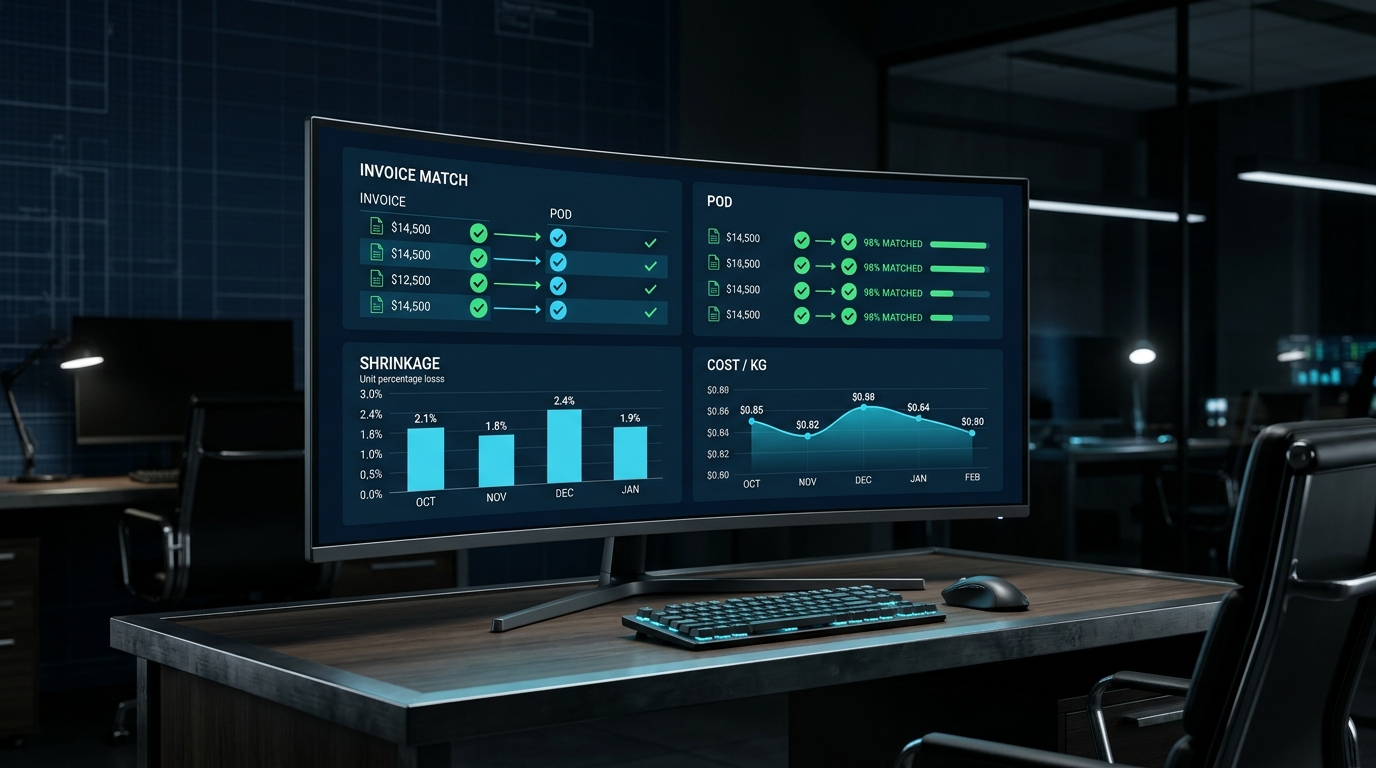 INVOICE MATCH
INVOICE
POD
$14,500
$14,500
$12,500
$14,500
POD
$14,500 98% MATCHED
$16,500 98% MATCHED
$14,500 98% MATCHED
$14,500 98% MATCHED
SHRINKAGE
Unit percentage losss
3.0%
2.4%
1.8%
1.0%
0,5%
0.0%
2.1%
1.8%
2.4%
1.9%
OCT NOV DEC JAN
COST / KG
$0.88
$0.86
$0.84
$0.82
$0.60
$0.85
$0.82
$0.98
$0.64
$0.80
OCT NOV DEC JAN FEB